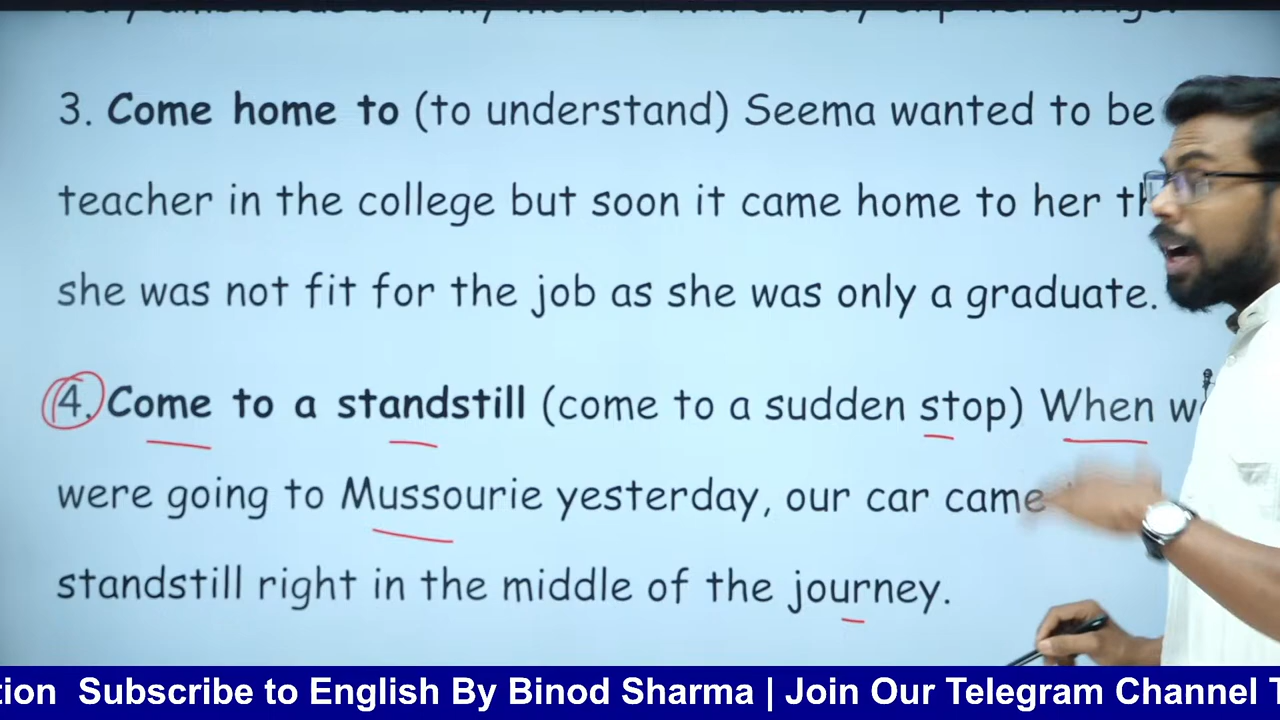 3. Come home to (to understand) Seema wanted to be
teacher in the college but soon it came home to her
she was not fit for the job as she was only a graduate.
4. Come to a standstill (come to a sudden stop) When
were going to Mussourie yesterday, our car came
standstill right in the middle of the journey.
Subscribe to English By Binod Sharma | Join Our Telegram Channel